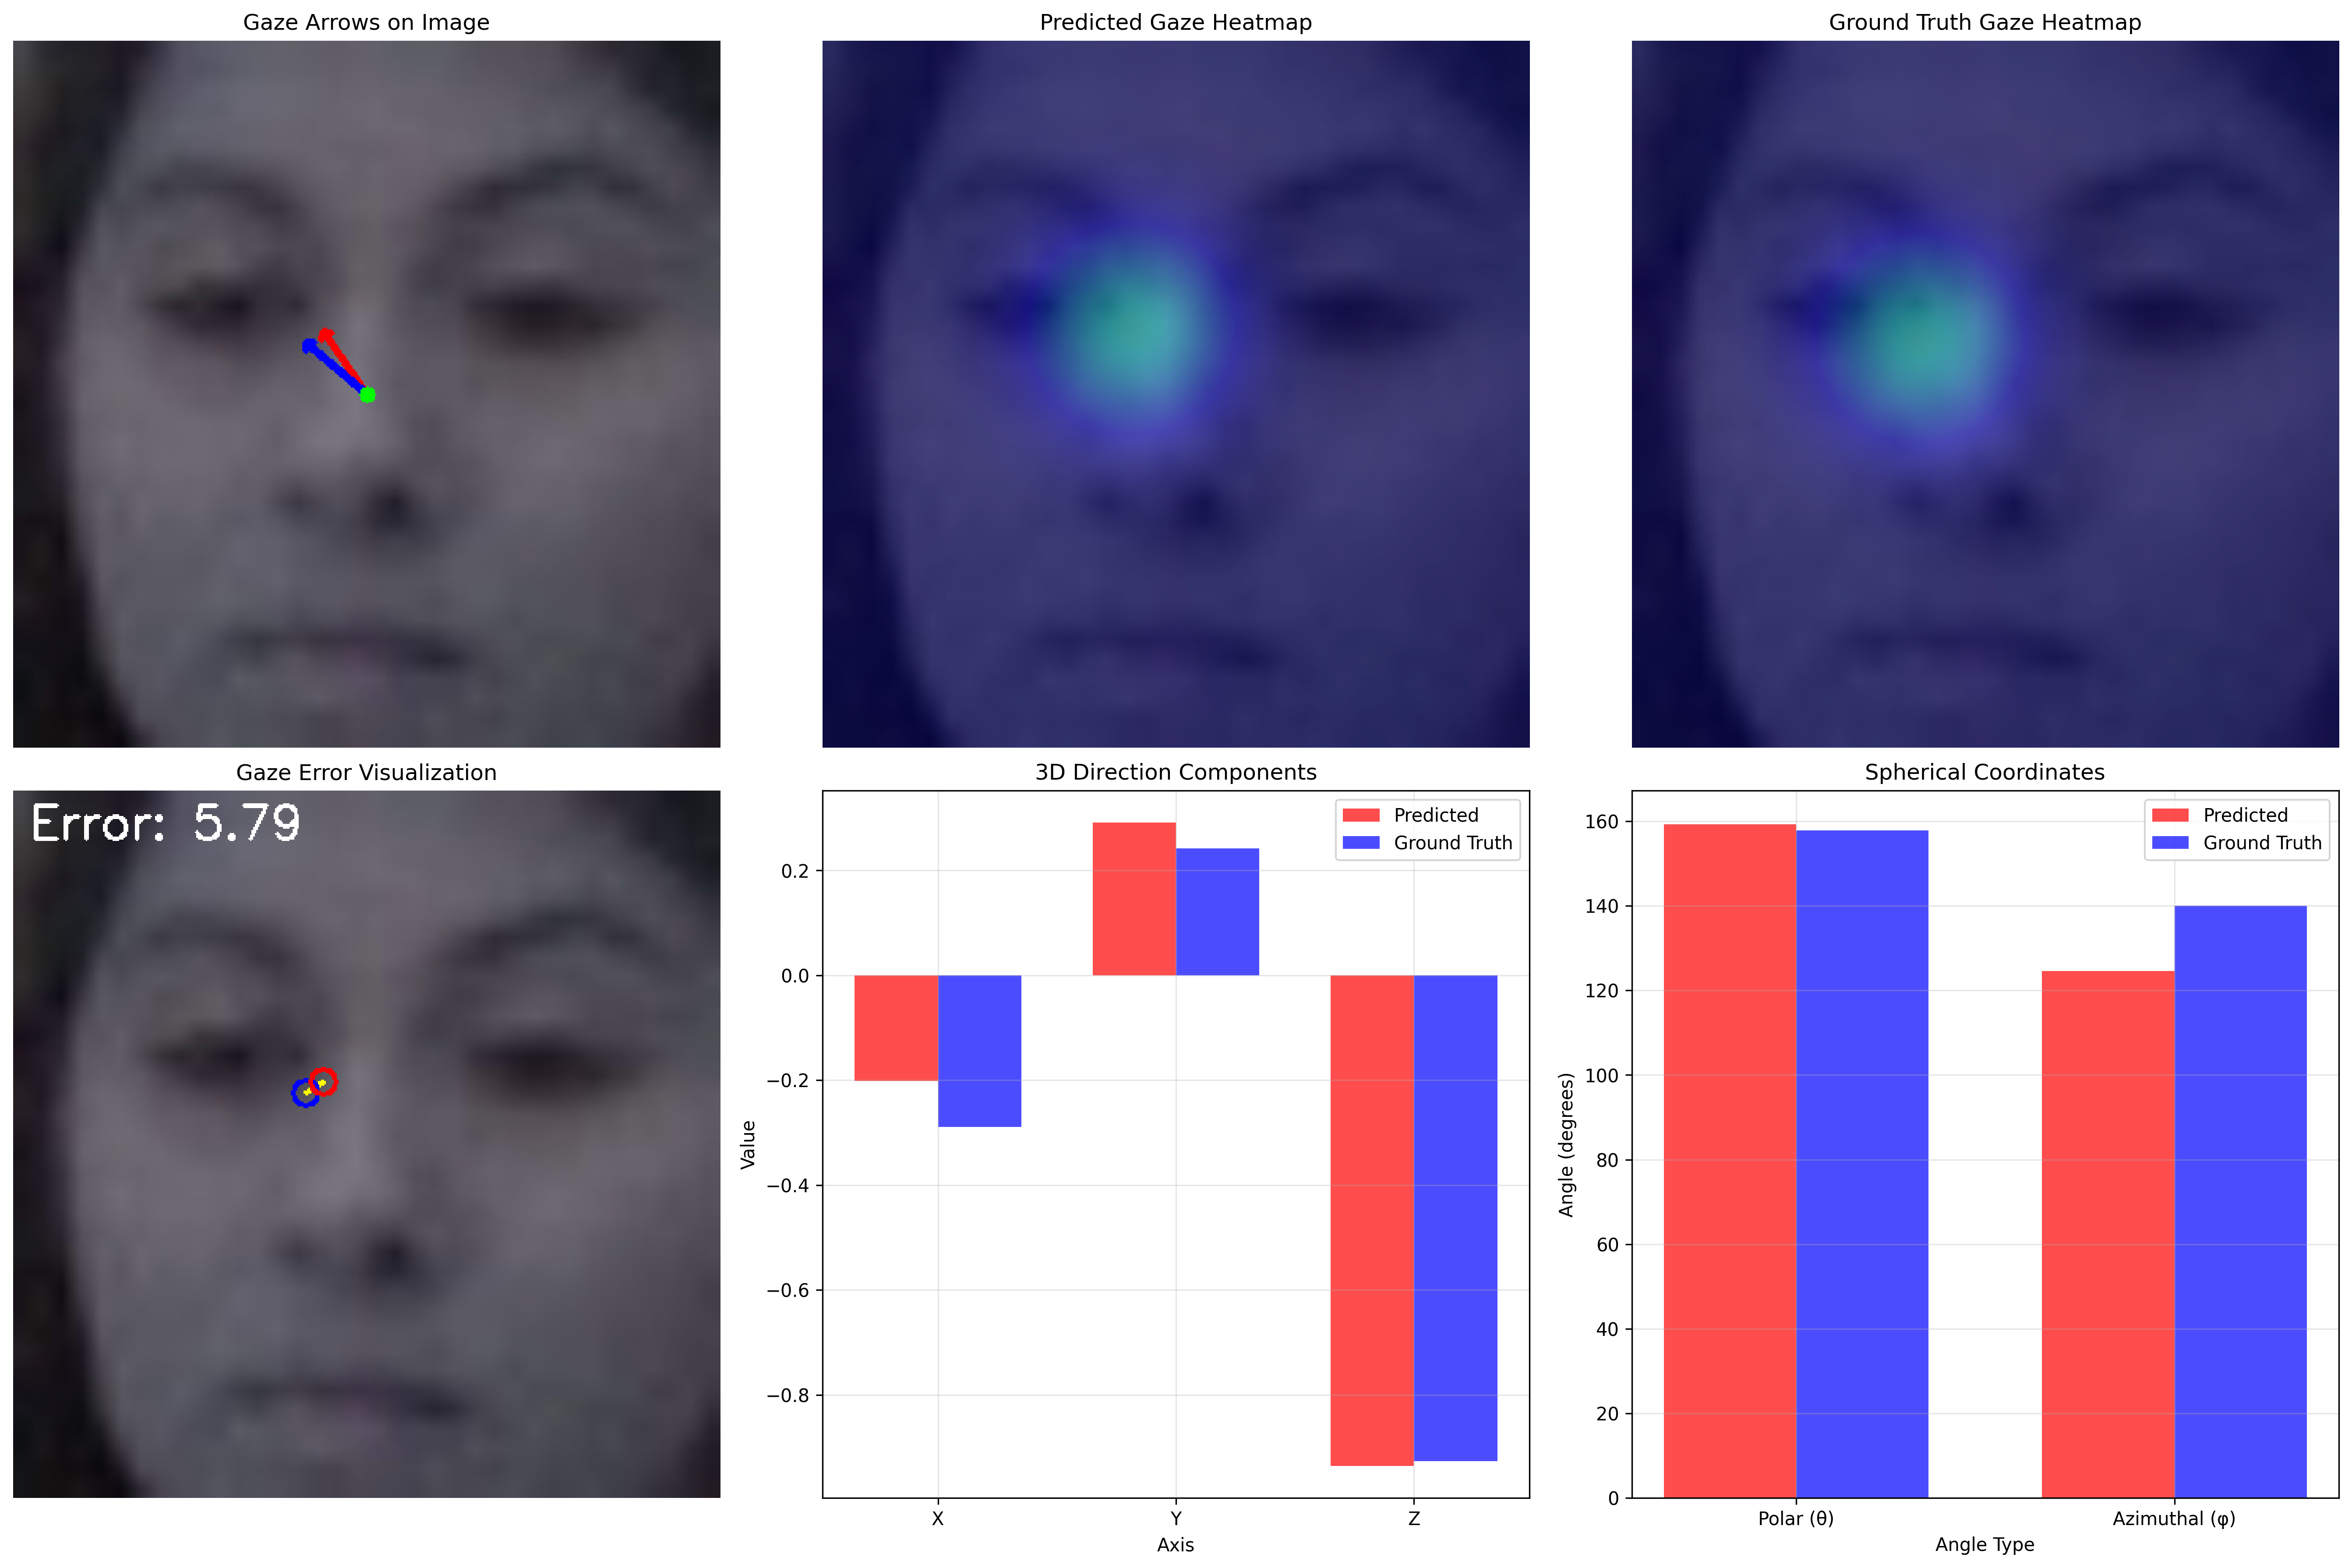 Gaze Arrows on Image
Predicted Gaze Heatmap
Ground Truth Gaze Heatmap
Gaze Error Visualization
Error: 5.79
3D Direction Components
Predicted
Ground Truth
0.2
0.0
−0.2
−0.4
−0.6
−0.8
Value
X Y Z
Axis
Spherical Coordinates
Predicted
Ground Truth
160
140
120
100
80
60
40
20
0
Angle (degrees)
Polar (θ) Azimuthal (φ)
Angle Type